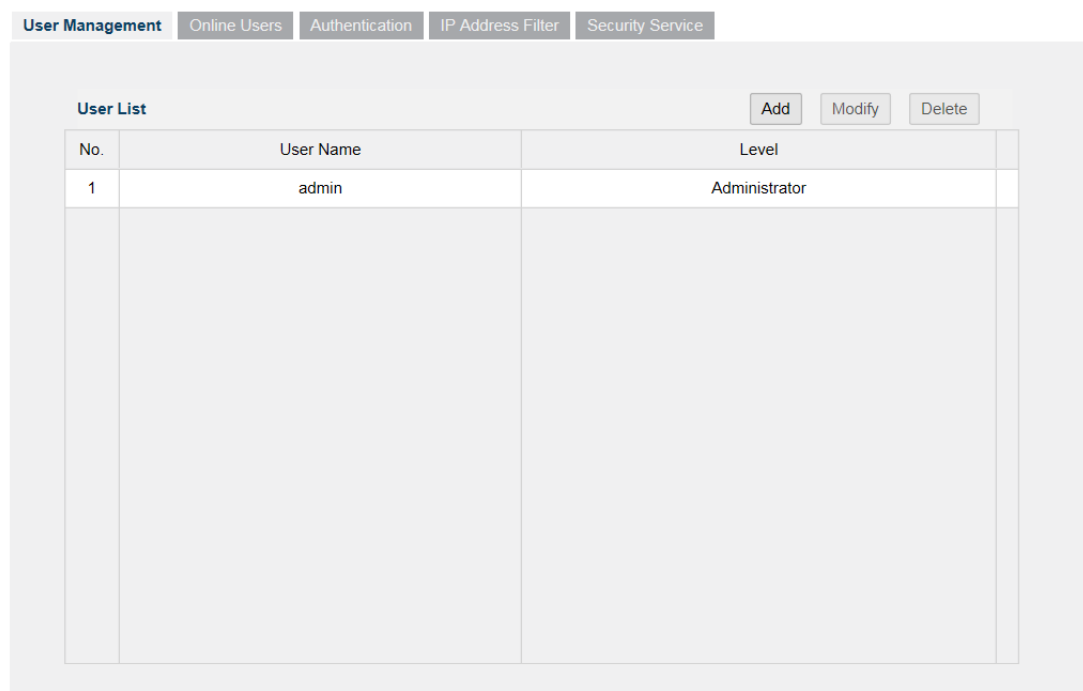 User Management Online Users Authentication IP Address Filter Security Service
User List Add Modify Delete
No. User Name Level
1 admin Administrator